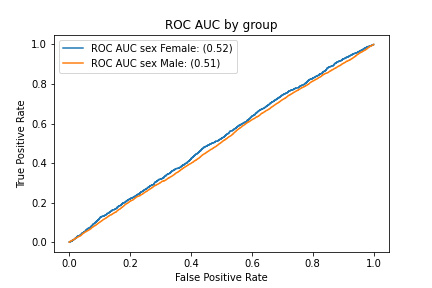 ROC AUC by group
ROC AUC sex Female: (0.52)
ROC AUC sex Male: (0.51)
True Positive Rate
1.0
0.8
0.6
0.4
0.2
0.0
0.0 0.2 0.4 0.6 0.8 1.0
False Positive Rate